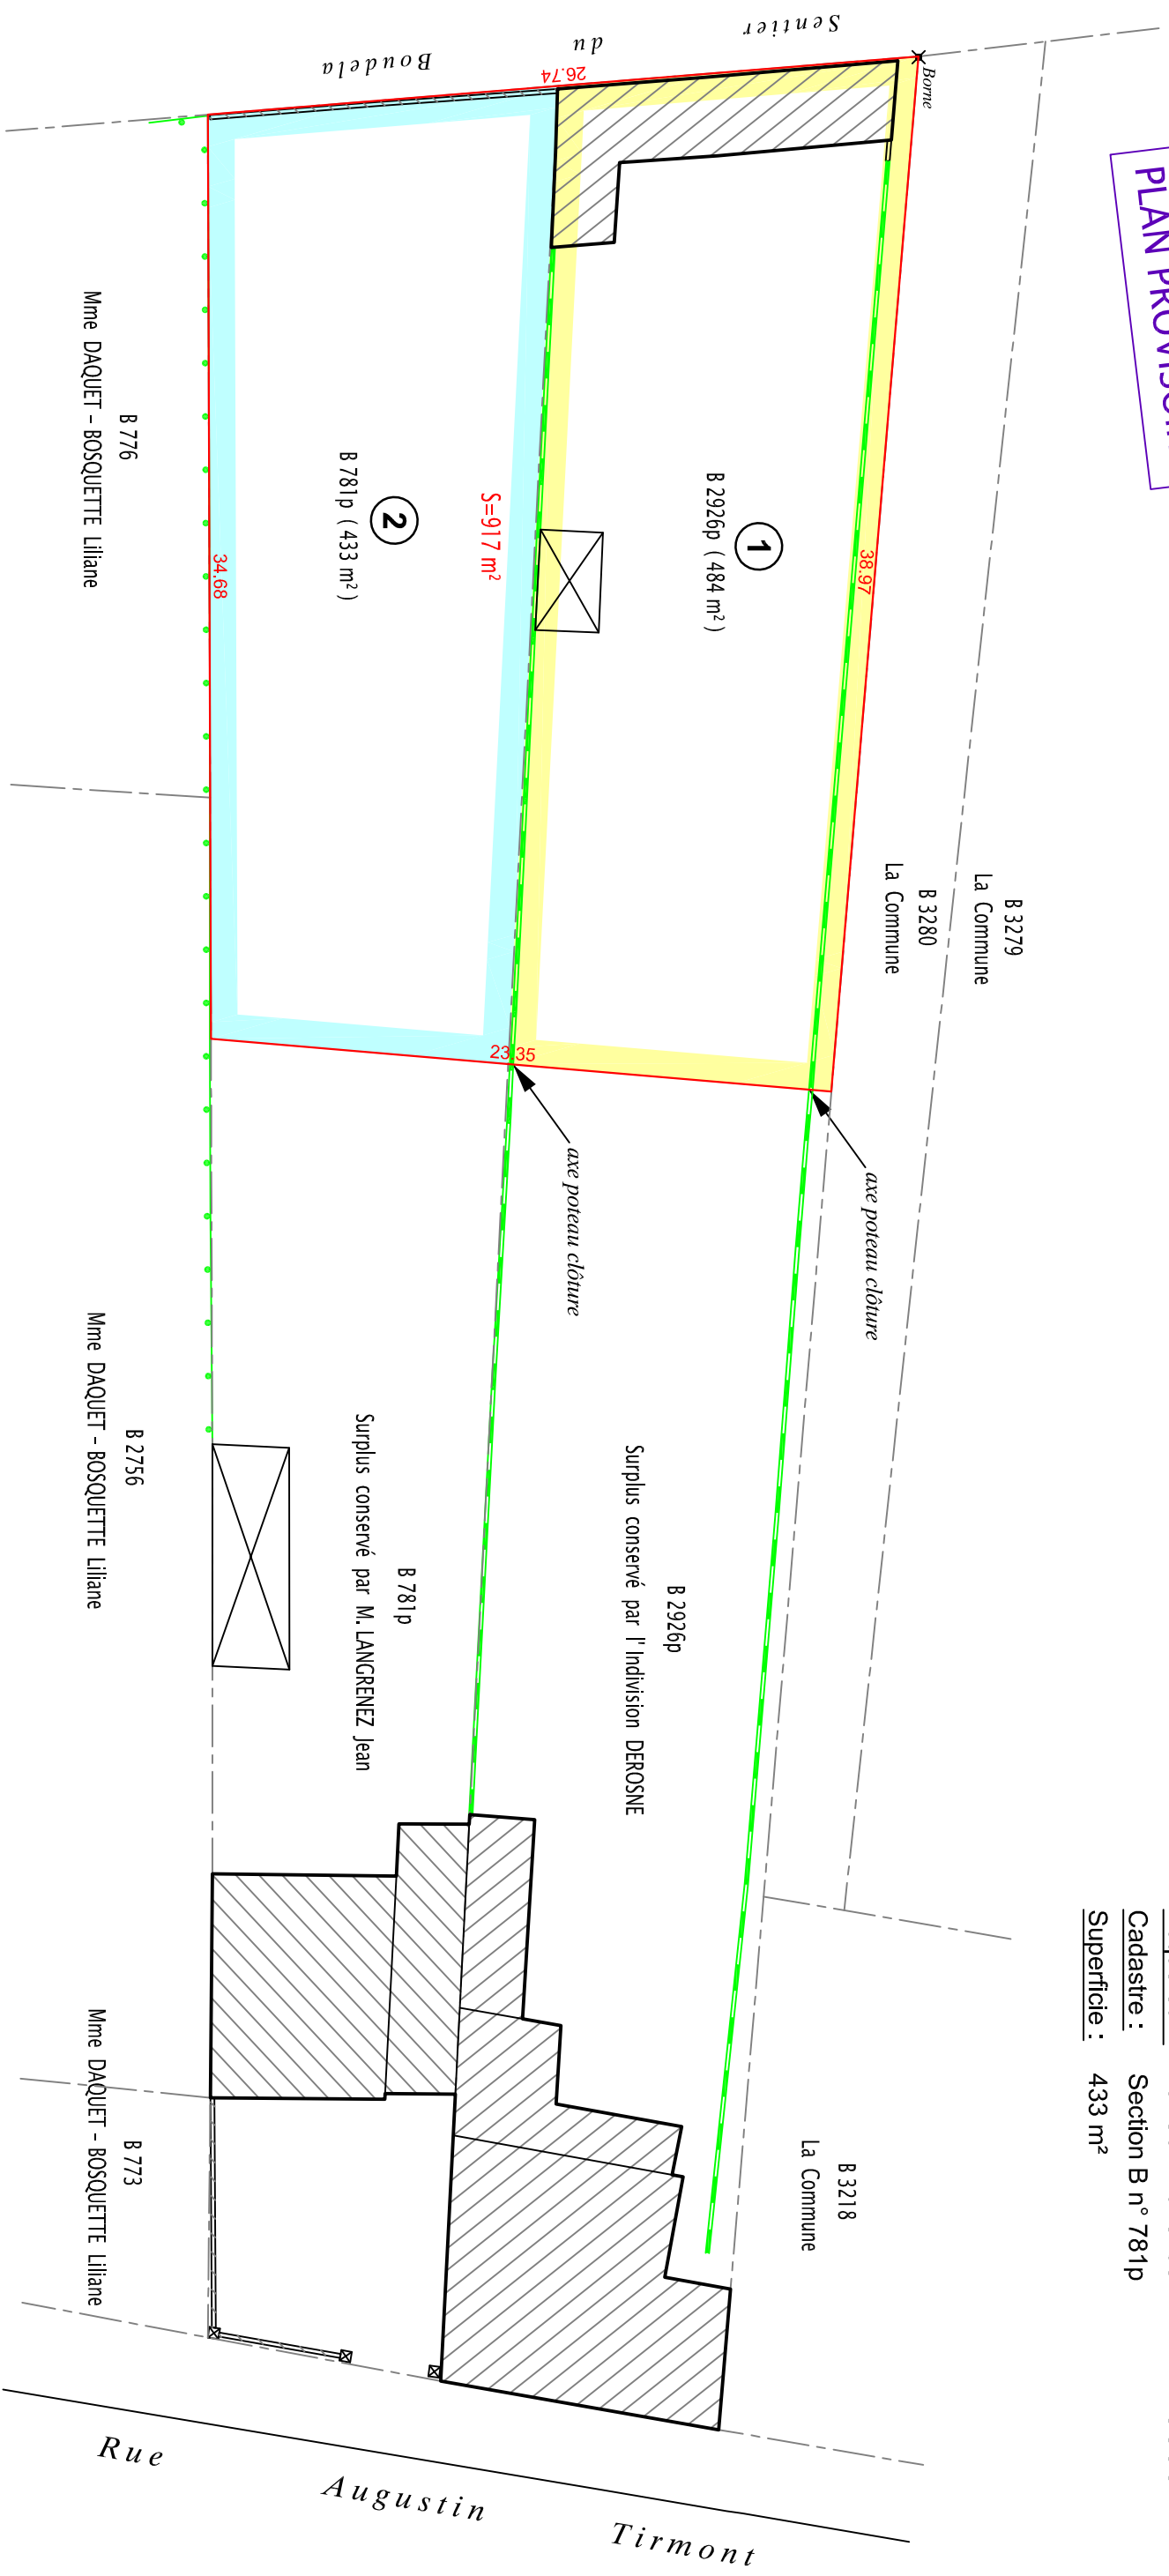 PLAN PROVISOIRE
Cadastre : Section B n° 781p
Superficie : 433 m²
Sentier
du
Boudela
Borne
26.74
38.97
34.68
23.35
B 3279
La Commune
B 3280
La Commune
1
B 2926p ( 484 m² )
S=917 m²
2
B 781p ( 433 m² )
B 776
Mme DAQUET - BOSQUETTE Liliane
axe poteau clôture
axe poteau clôture
B 2926p
Surplus conservé par l' Indivision DEROSNE
B 781p
Surplus conservé par M. LANGRENEZ Jean
B 2756
Mme DAQUET - BOSQUETTE Liliane
B 3218
La Commune
B 773
Mme DAQUET - BOSQUETTE Liliane
Rue Augustin Tirmont